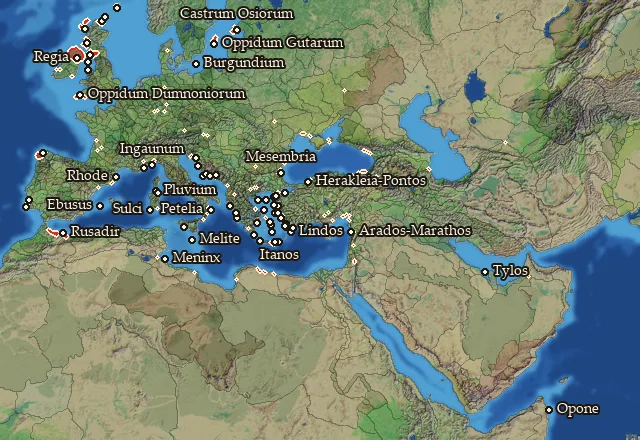 Castrum Osiorum
Oppidum Gutarum
Regia
Burgundium
Oppidum Dumnoniorum
Ingaunum
Mesembria
Rhode
Herakleia-Pontos
Pluvium
Ebusus
Sulci
Petelia
Rusadir
Lindos
Arados-Marathos
Melite
Itanos
Meninx
Tylos
Opone